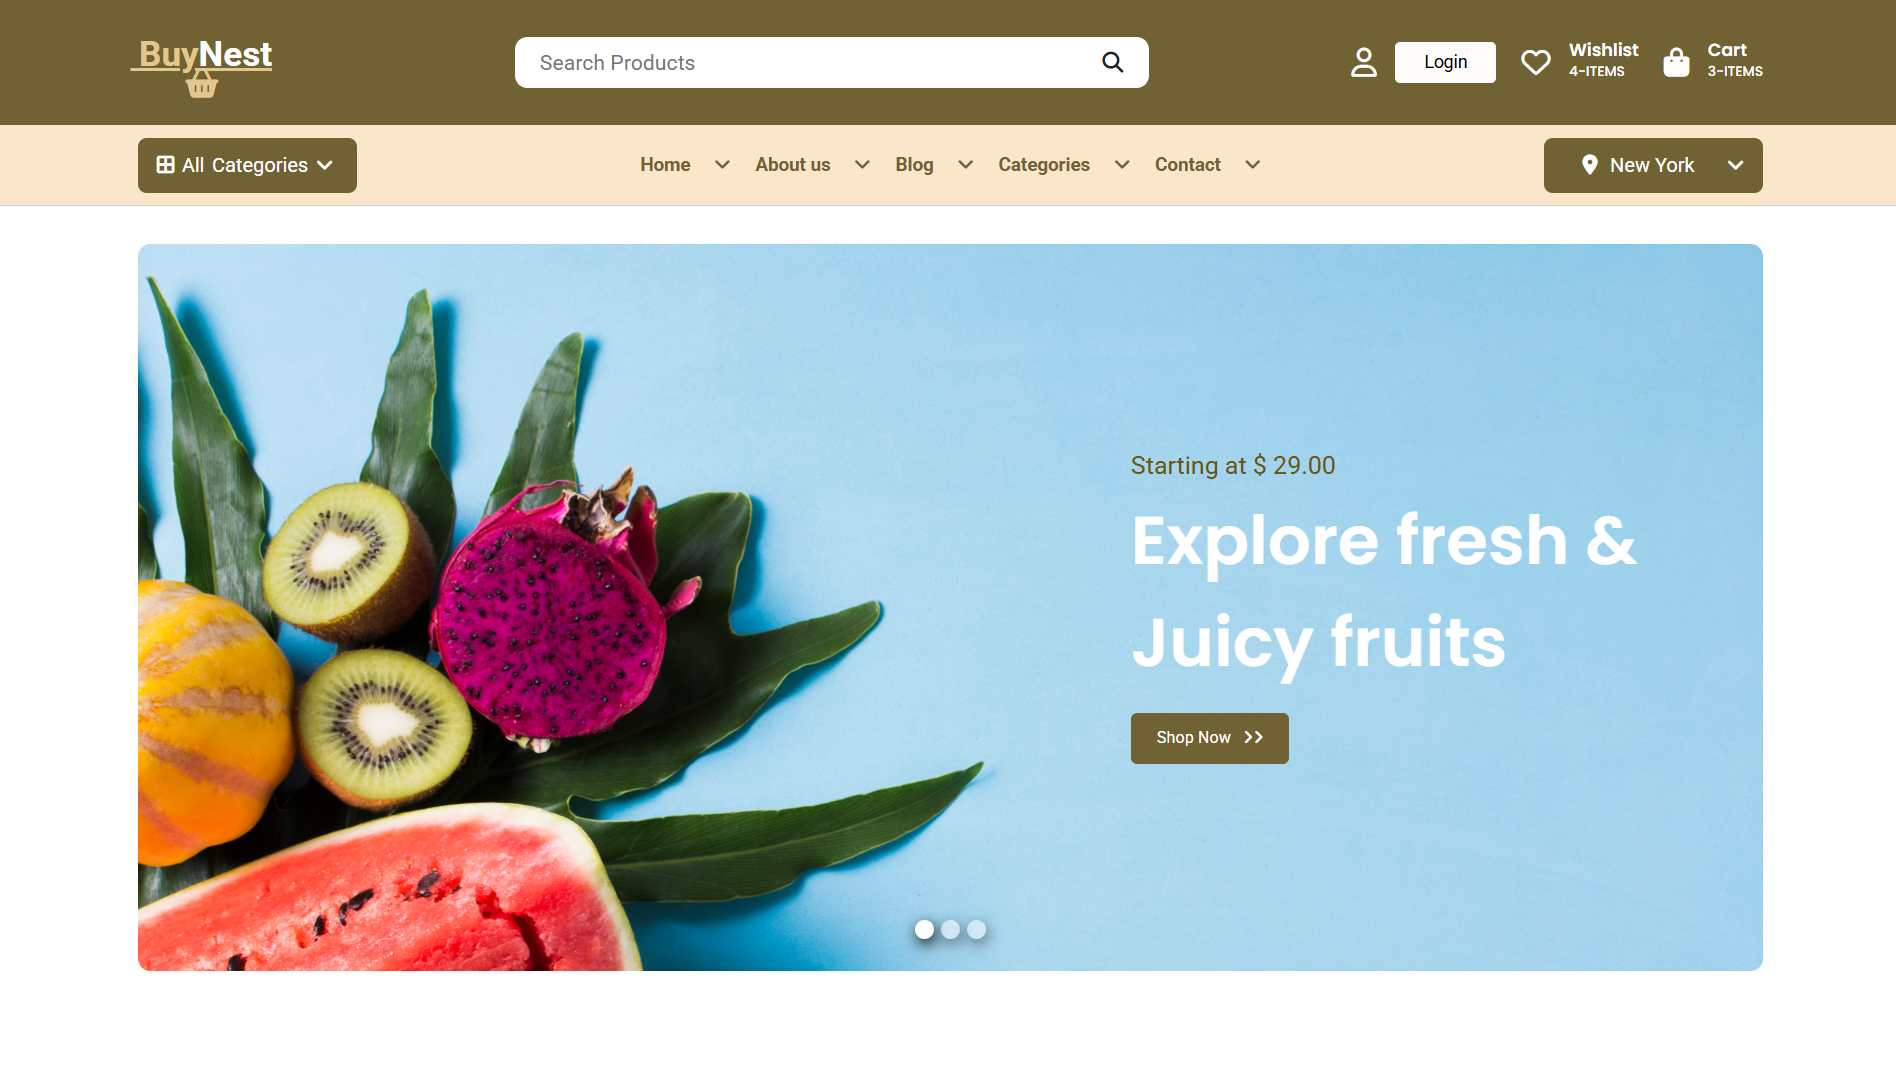 BuyNest
Search Products
Login
Wishlist
4-ITEMS
Cart
3-ITEMS
All Categories
Home
About us
Blog
Categories
Contact
New York
Starting at $ 29.00
Explore fresh &
Juicy fruits
Shop Now